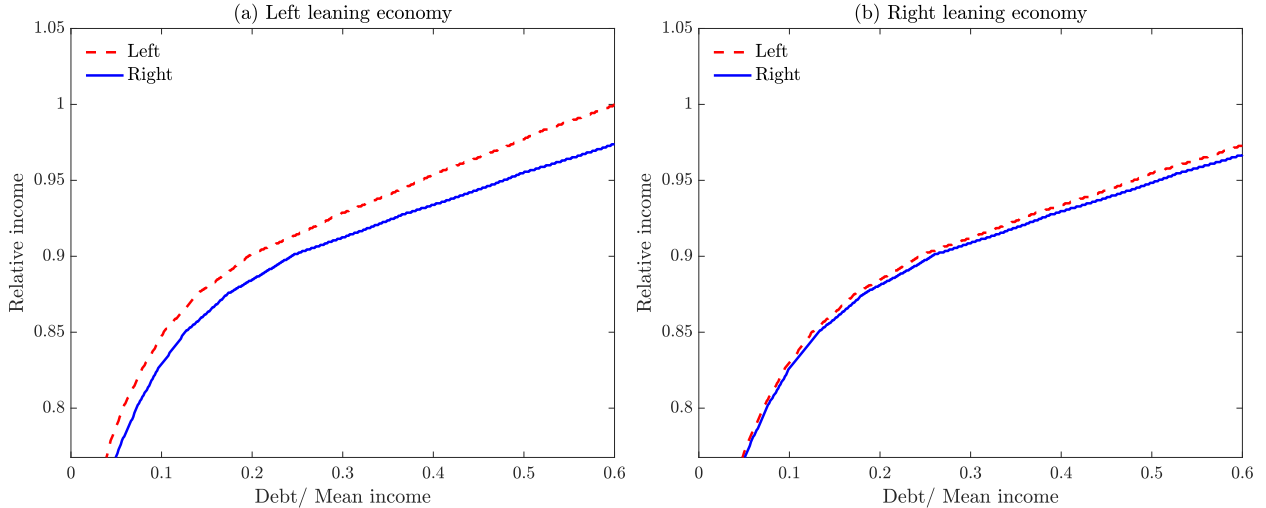 (a) Left leaning economy
1.05
1
0.95
0.9
0.85
0.8
Relative income
Left
Right
0
0.1
0.2
0.3
0.4
0.5
0.6
Debt/ Mean income
(b) Right leaning economy
1.05
1
0.95
0.9
0.85
0.8
Relative income
Left
Right
0
0.1
0.2
0.3
0.4
0.5
0.6
Debt/ Mean income